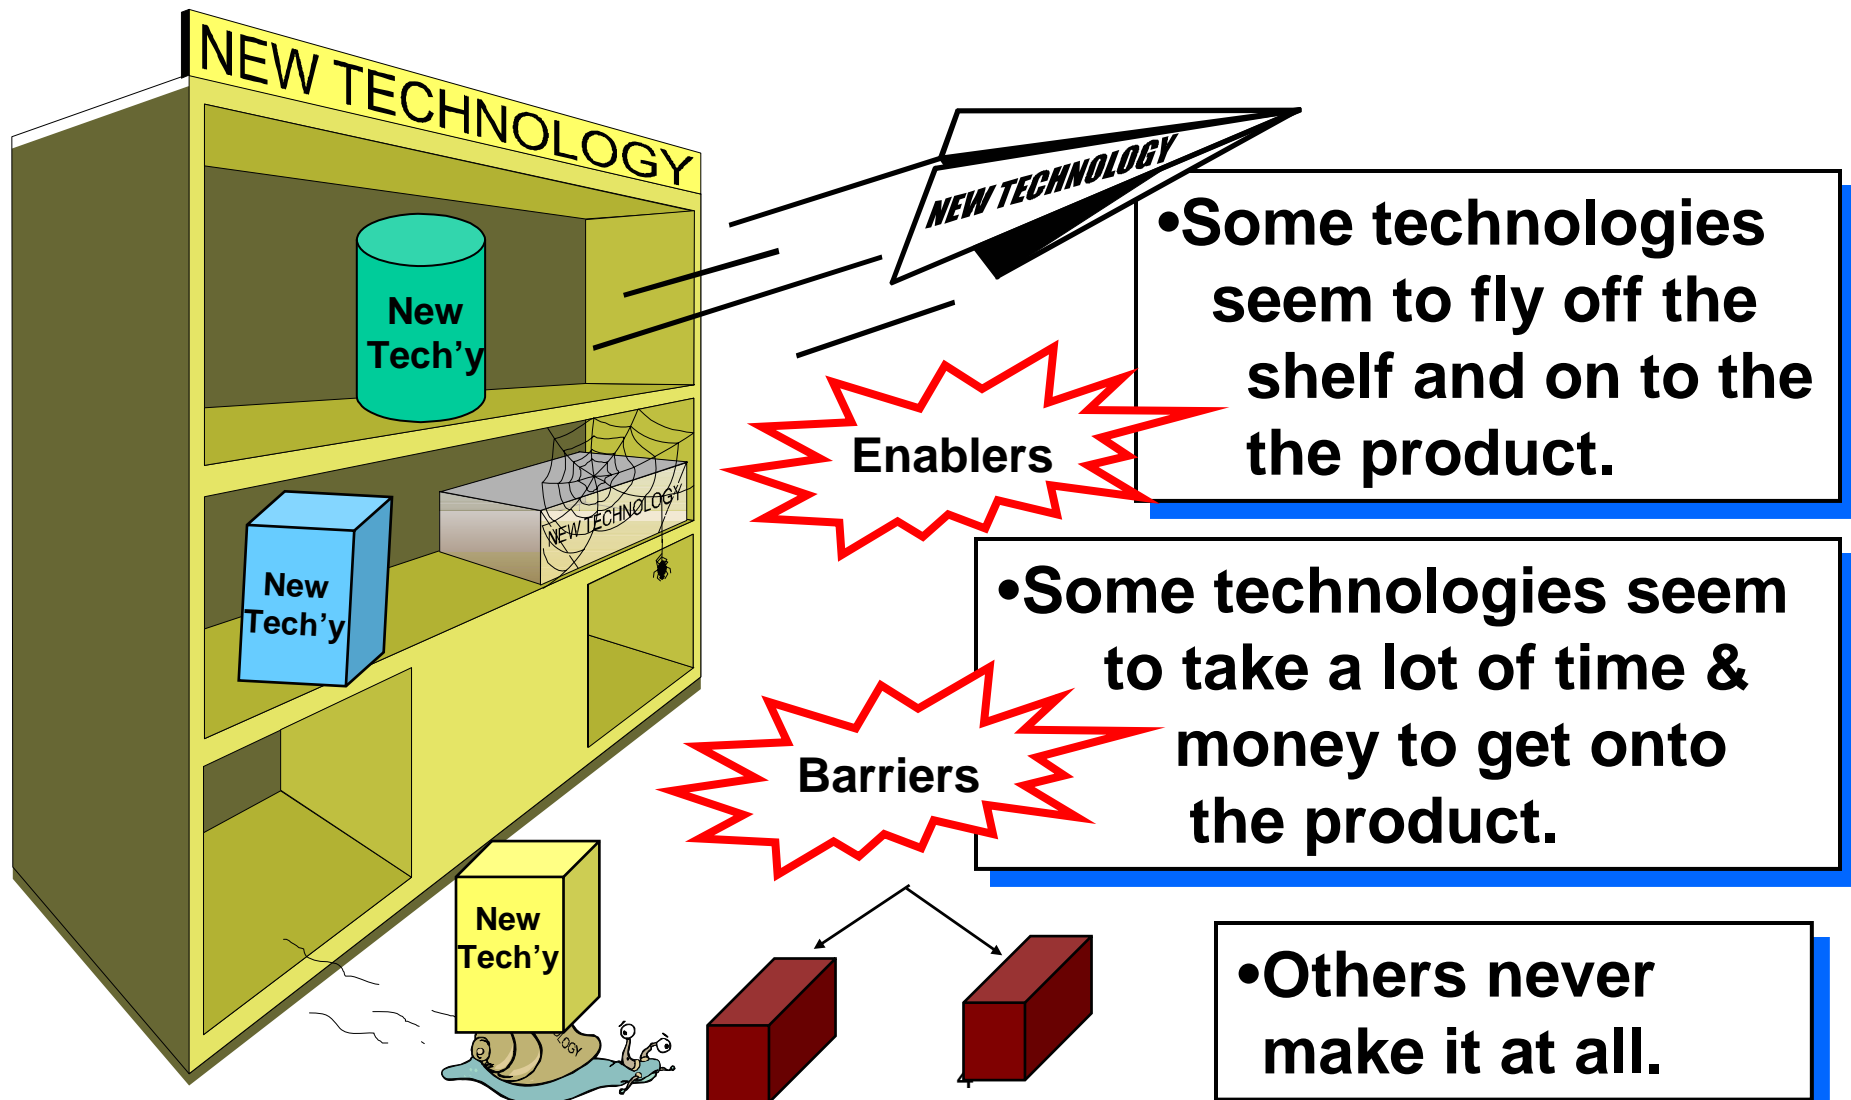 NEW TECHNOLOGY
NEW TECHNOLOGY
•Some technologies
seem to fly off the
shelf and on to the
the product.
New
Tech’y
Enablers
NEW TECHNOLOGY
New
Tech’y
•Some technologies seem
to take a lot of time &
money to get onto
the product.
Barriers
New
Tech’y
OLOGY
•Others never
make it at all.